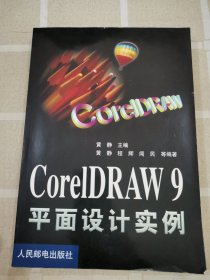 CorelDRAW
黄 静 主编
黄 静 程 辉 闻 民 等编著
CorelDRAW 9
平面设计实例
人民邮电出版社